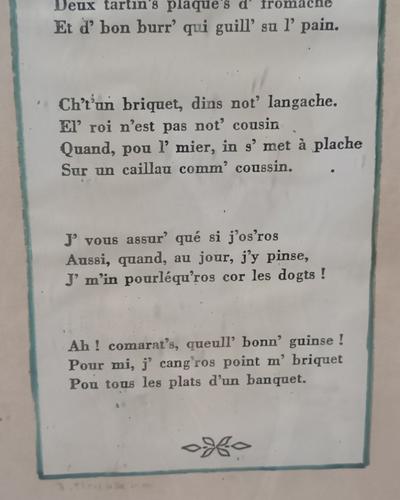 Deux tartin's plaqué's d' fromache
Et d' bon burr' qui guill' su l' pain.
Ch't'un briquet, dins not' langache.
El' roi n'est pas not' cousin
Quand, pou l' mier, in s' met à plache
Sur un caillau comm' coussin.
J' vous assur' qué si j'os'ros
Aussi, quand, au jour, j'y pinse,
J' m'in pourléqu'ros cor les dogts !
Ah ! comarat's, queull' bonn' guinse !
Pour mi, j' cang'ros point m' briquet
Pou tous les plats d'un banquet.